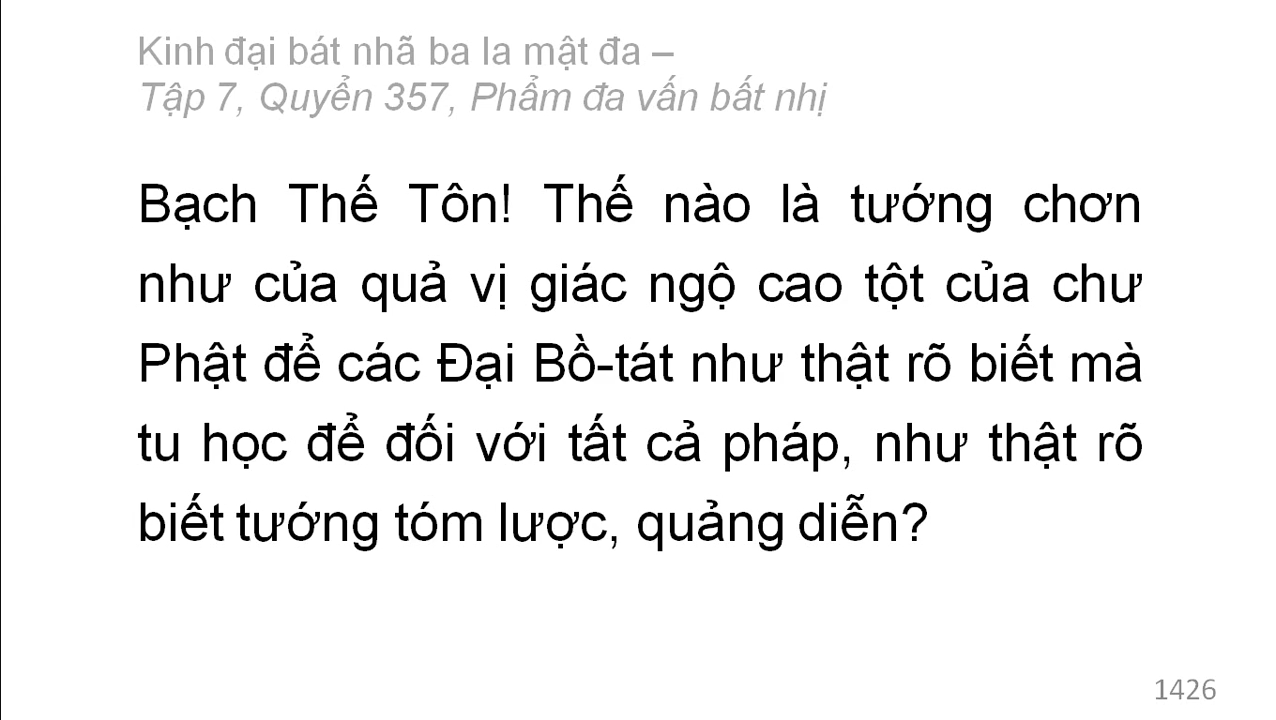 Kinh đại bát nhã ba la mật đa –
Tập 7, Quyển 357, Phẩm đa vấn bất nhị
Bạch Thế Tôn! Thế nào là tướng chơn
như của quả vị giác ngộ cao tột của chư
Phật để các Đại Bồ-tát như thật rõ biết mà
tu học để đối với tất cả pháp, như thật rõ
biết tướng tóm lược, quảng diễn?
1426